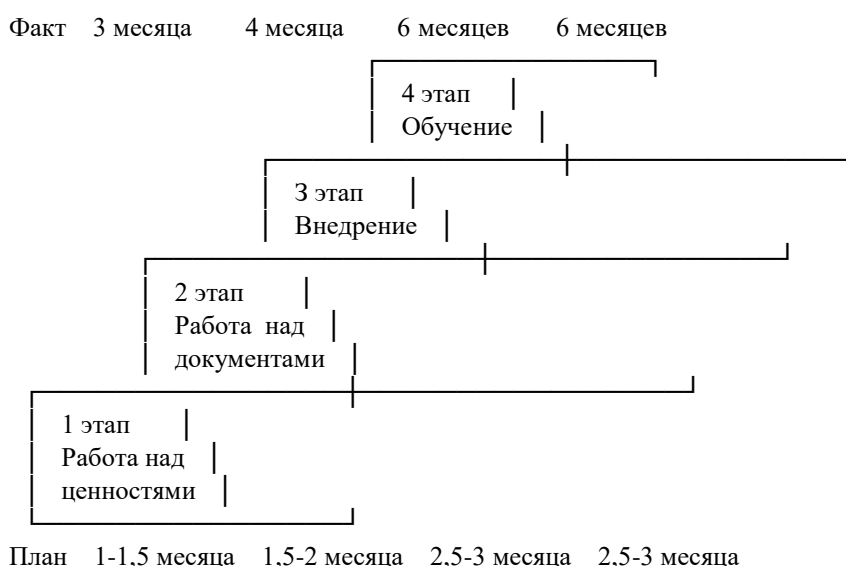 Факт 3 месяца 4 месяца 6 месяцев 6 месяцев
4 этап
Обучение
3 этап
Внедрение
2 этап
Работа над
документами
1 этап
Работа над
ценностями
План 1-1,5 месяца 1,5-2 месяца 2,5-3 месяца 2,5-3 месяца